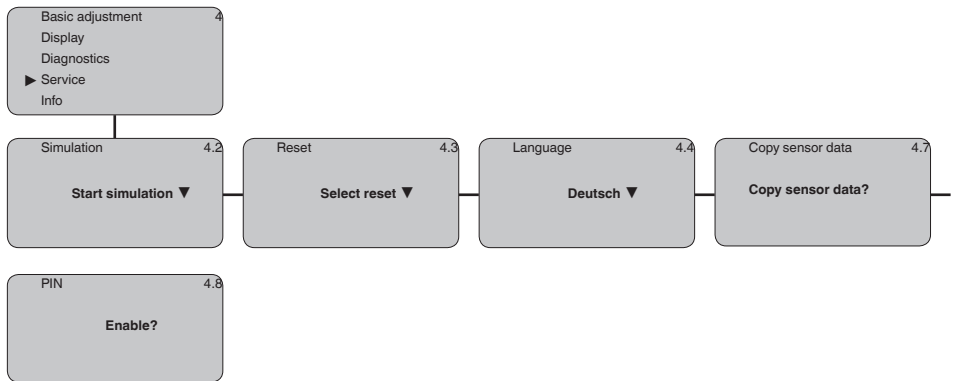 Basic adjustment 4
Display
Diagnostics
▶ Service
Info
Simulation 4.2
Start simulation ▼
Reset 4.3
Select reset ▼
Language 4.4
Deutsch ▼
Copy sensor data 4.7
Copy sensor data?
PIN 4.8
Enable?